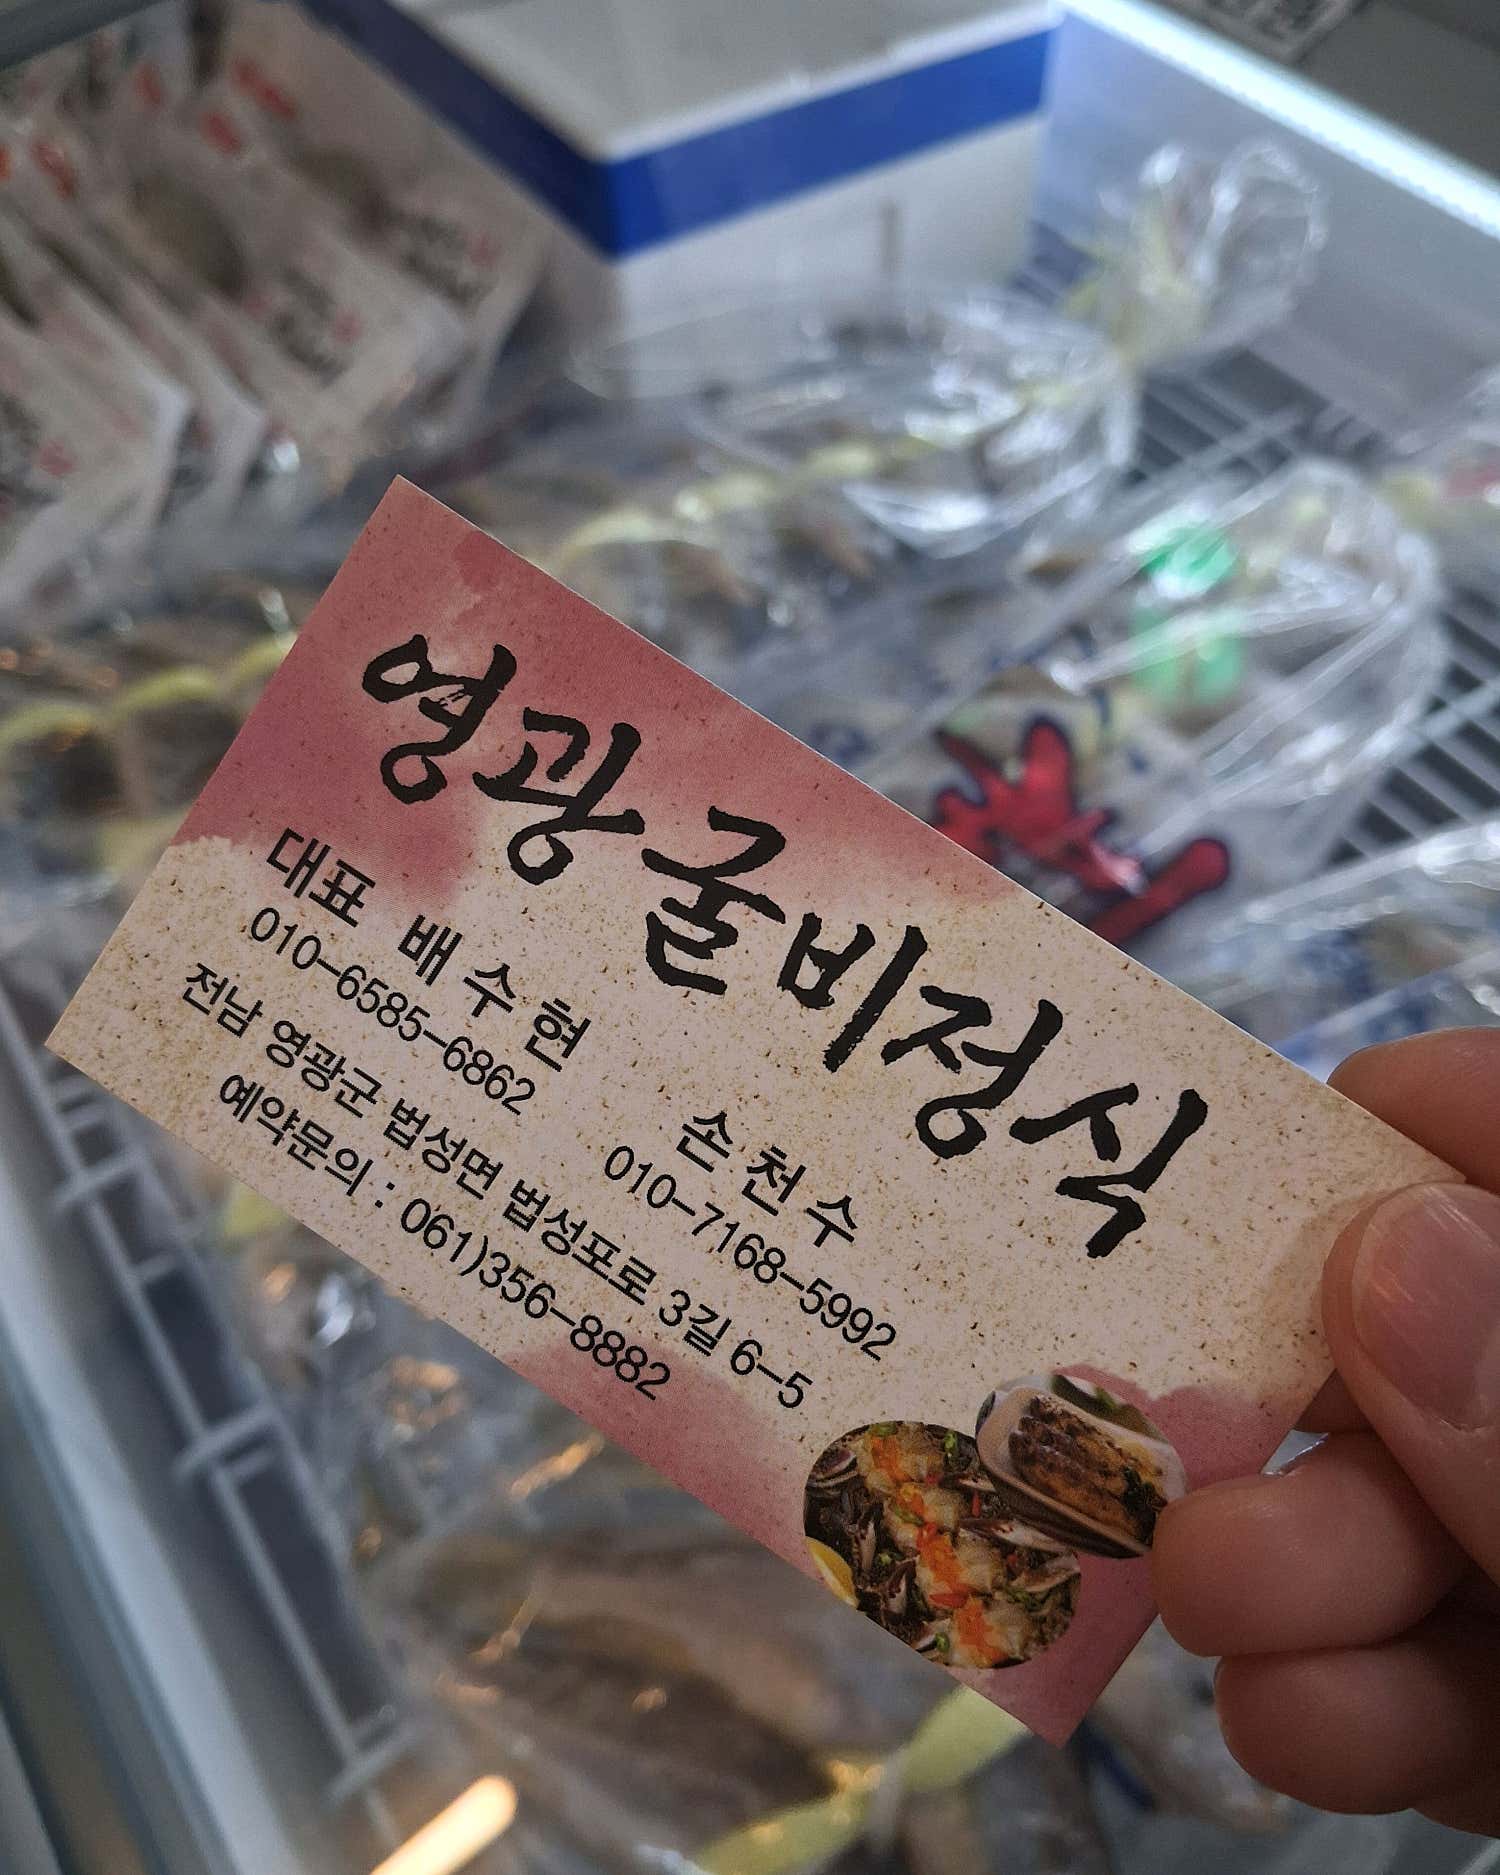 영광굴비정식
대표 배수현
010-6585-6862
손천수
010-7168-5992
전남 영광군 법성면 법성포로 3길 6-5
예약문의 : 061)356-8882